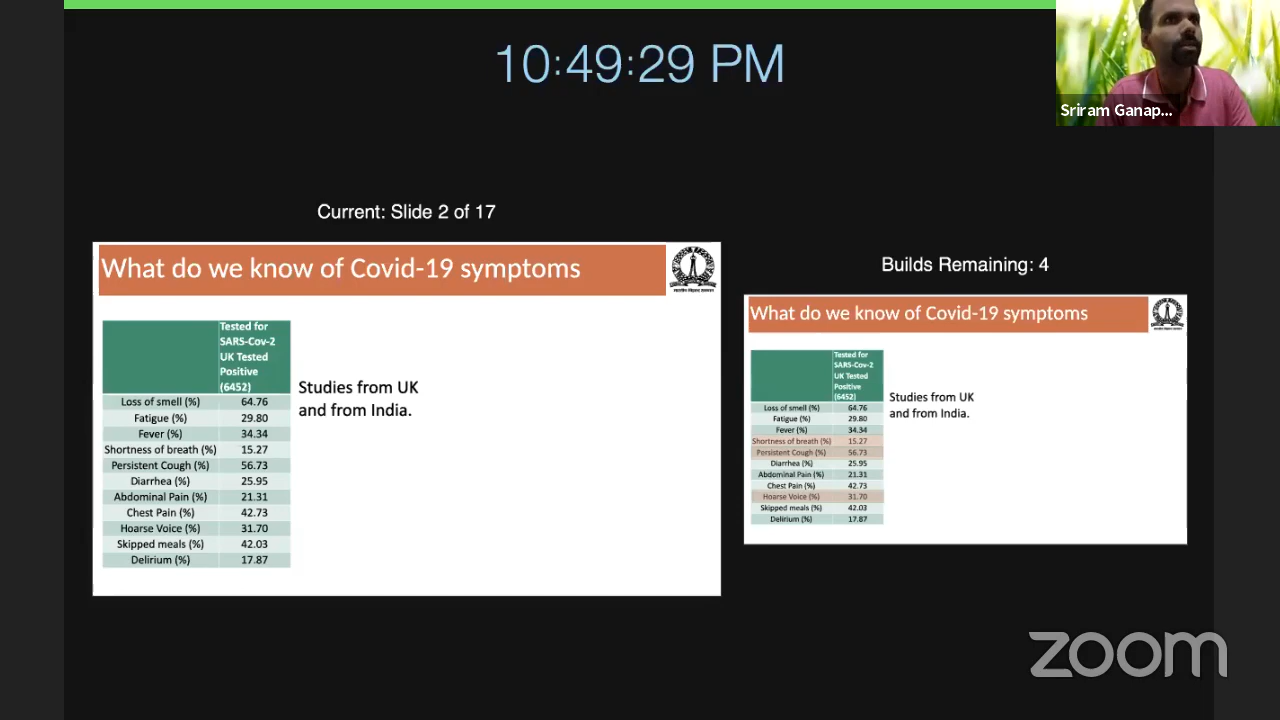 10:49:29 PM
Sriram Ganap...
Current: Slide 2 of 17
What do we know of Covid-19 symptoms
Tested for
SARS-Cov-2
UK Tested
Positive
(6452)
Loss of smell (%) 64.76
Fatigue (%) 29.80
Fever (%) 34.34
Shortness of breath (%) 15.27
Persistent Cough (%) 56.73
Diarrhea (%) 25.95
Abdominal Pain (%) 21.31
Chest Pain (%) 42.73
Hoarse Voice (%) 31.70
Skipped meals (%) 42.03
Delirium (%) 17.87
Studies from UK
and from India.
Builds Remaining: 4
What do we know of Covid-19 symptoms
Tested for
SARS-Cov-2
UK Tested
Positive
(6452)
Loss of smell (%) 64.76
Fatigue (%) 29.80
Fever (%) 34.34
Shortness of breath (%) 15.27
Persistent Cough (%) 56.73
Diarrhea (%) 25.95
Abdominal Pain (%) 21.31
Chest Pain (%) 42.73
Hoarse Voice (%) 31.70
Skipped meals (%) 42.03
Delirium (%) 17.87
Studies from UK
and from India.
zoom